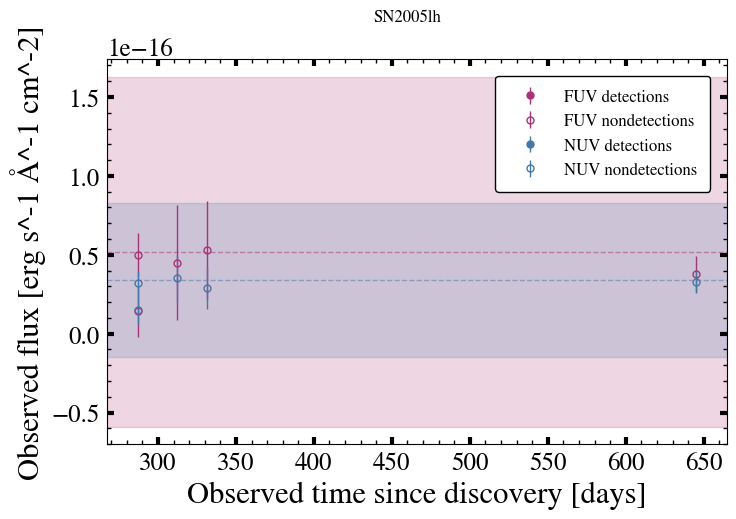 SN2005lh
1e−16
Observed flux [erg s^-1 Å^-1 cm^-2]
1.5
1.0
0.5
0.0
−0.5
FUV detections
FUV nondetections
NUV detections
NUV nondetections
300 350 400 450 500 550 600 650
Observed time since discovery [days]